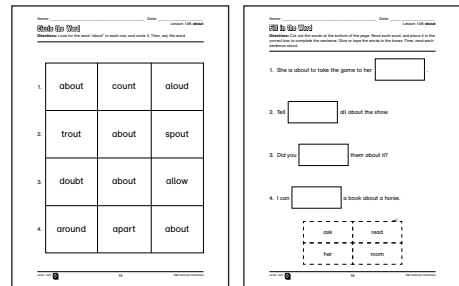 Name: Date:
Lesson 148: about
Circle the Word
Directions: Look for the word "about" in each row, and circle it. Then, say the word.
1. about count aloud
2. trout about spout
3. doubt about allow
4. around apart about
Name: Date:
Lesson 148: about
Fill in the Word
Directions: Cut out the words at the bottom of the page. Read each word, and place it in the
correct box to complete the sentence. Glue or tape the words in the boxes. Then, read each
sentence aloud.
1. She is about to take the game to her .
2. Tell all about the show.
3. Did you them about it?
4. I can a book about a horse.
ask read
her room